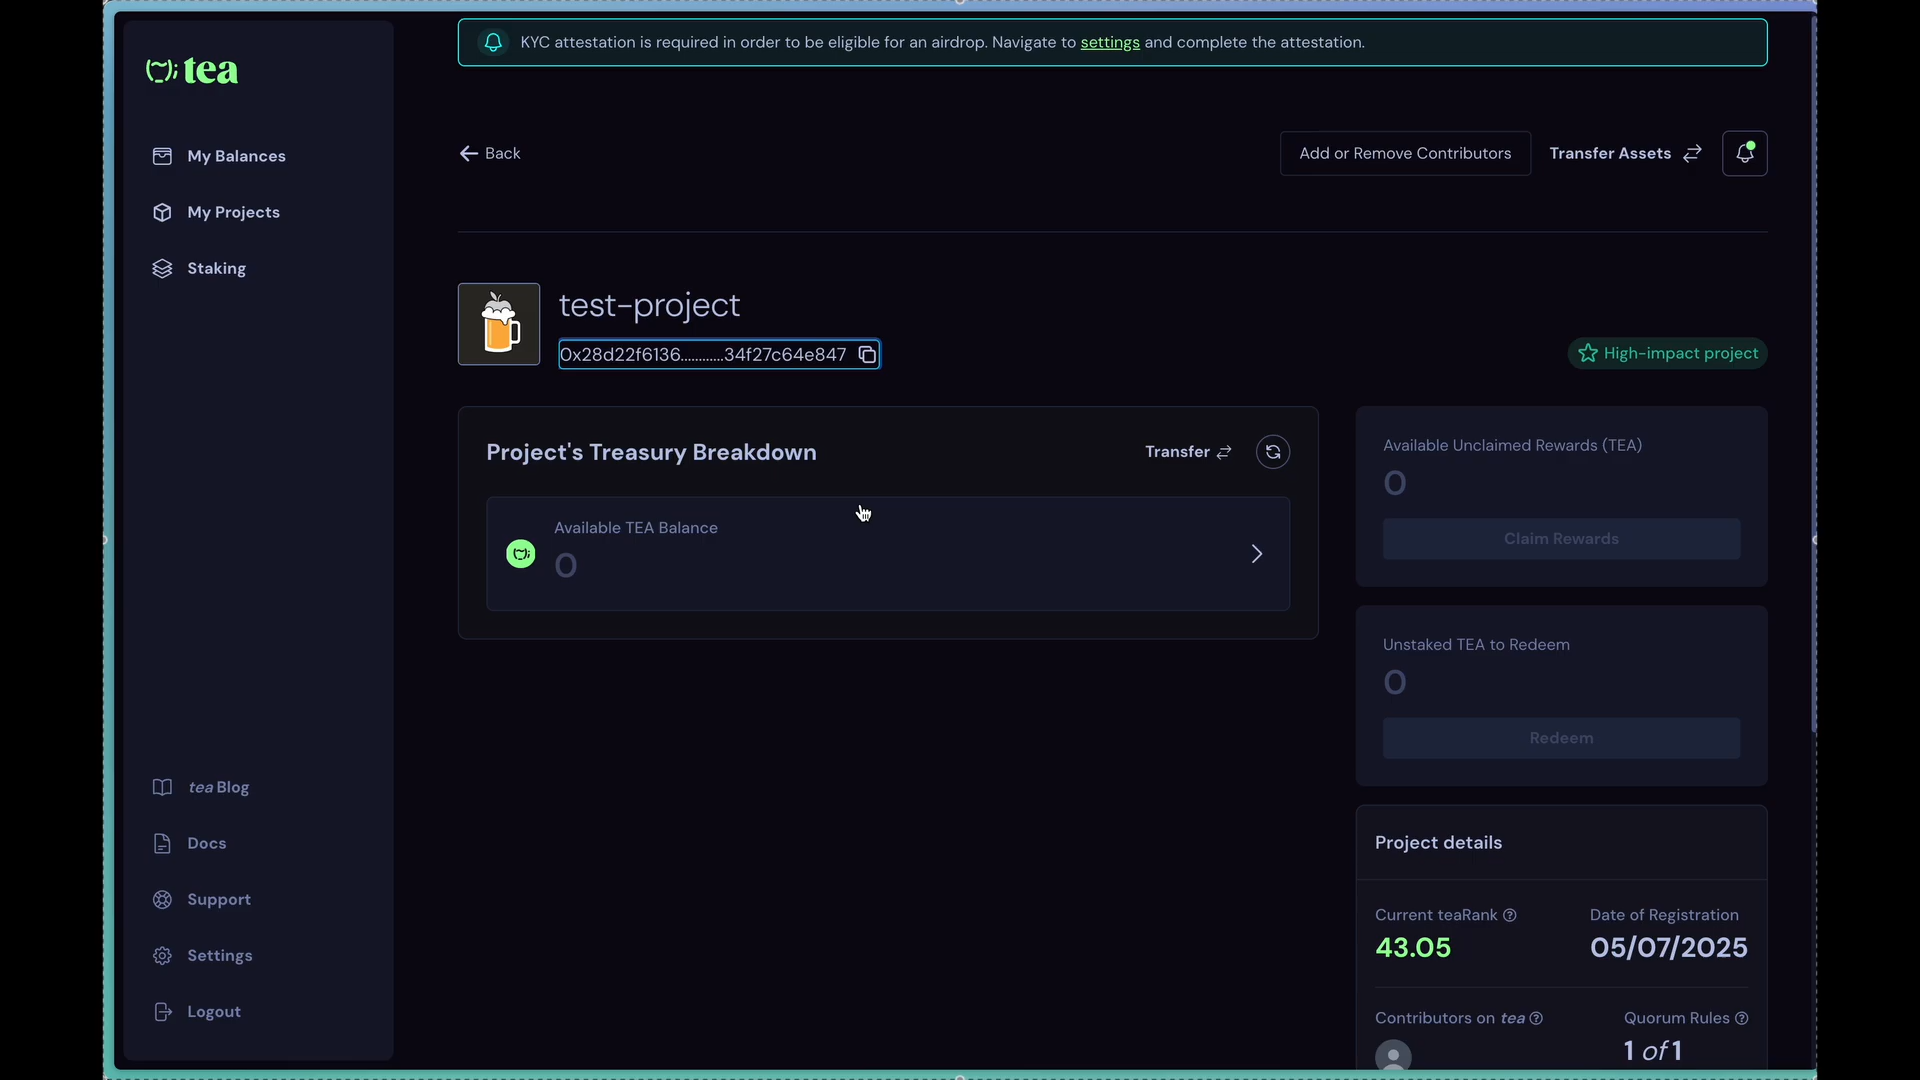 KYC attestation is required in order to be eligible for an airdrop. Navigate to settings and complete the attestation.
tea
My Balances
My Projects
Staking
tea Blog
Docs
Support
Settings
Logout
Back
Add or Remove Contributors
Transfer Assets
test-project
0x28d22f6136...........34f27c64e847
High-impact project
Project's Treasury Breakdown
Transfer
Available TEA Balance
0
Available Unclaimed Rewards (TEA)
0
Claim Rewards
Unstaked TEA to Redeem
0
Redeem
Project details
Current teaRank
43.05
Date of Registration
05/07/2025
Contributors on tea
Quorum Rules
1 of 1